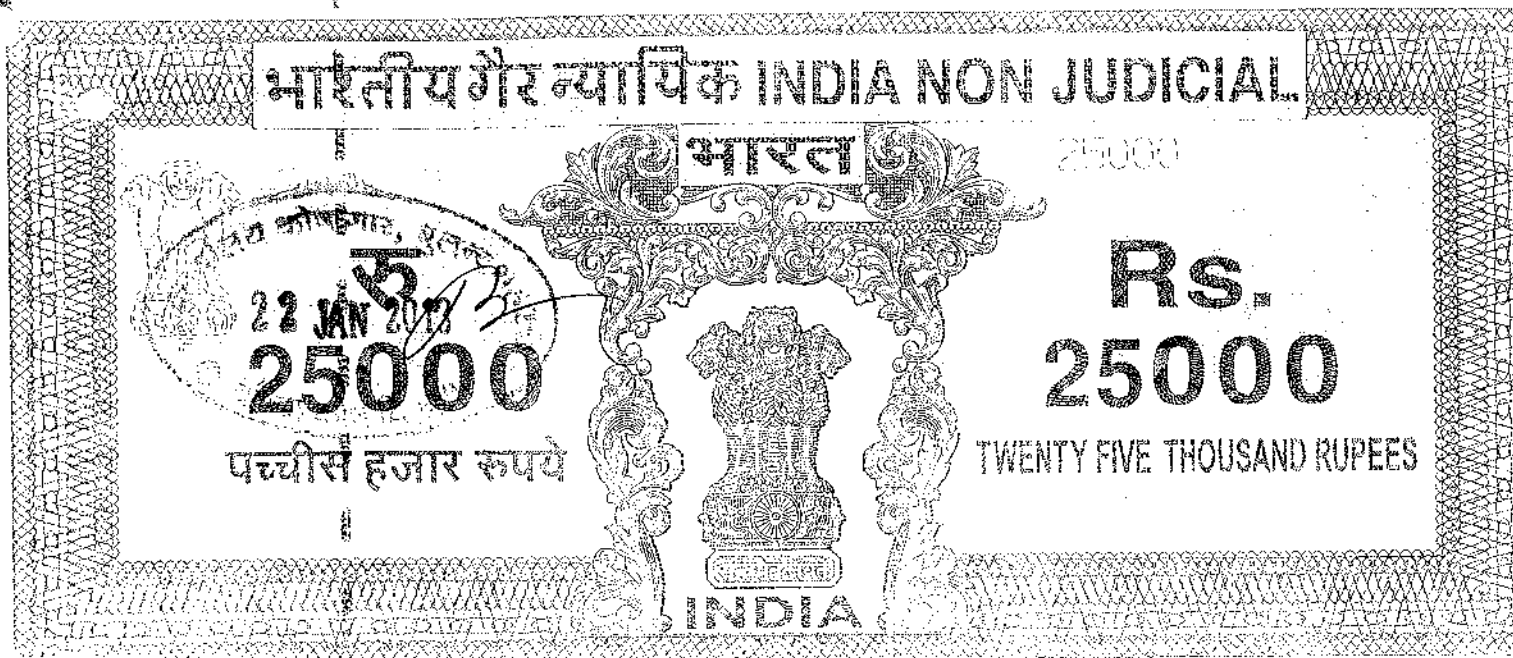 भारतीय गैर न्यायिक INDIA NON JUDICIAL
भारत
25000
रु
22 JAN
25000
पच्चीस हजार रुपये
Rs.
25000
TWENTY FIVE THOUSAND RUPEES
INDIA